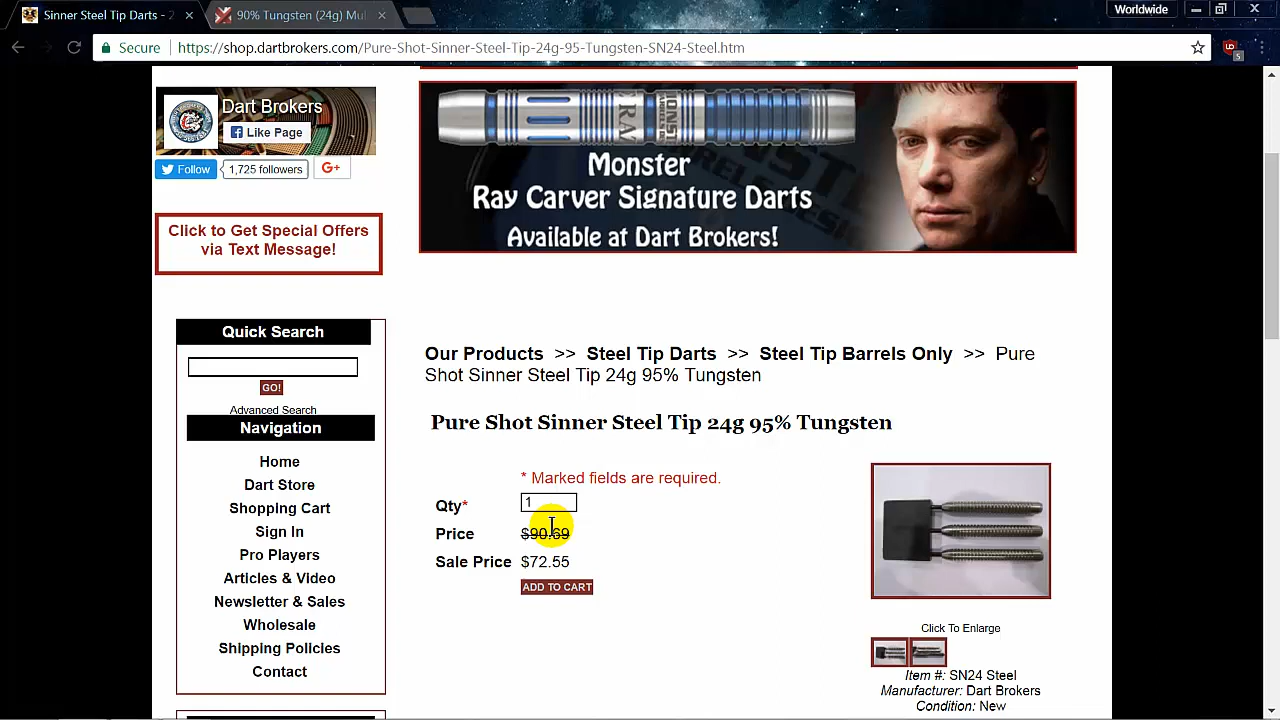 Sinner Steel Tip Darts - 2
90% Tungsten (24g) Mul
Worldwide
Secure
https://shop.dartbrokers.com/Pure-Shot-Sinner-Steel-Tip-24g-95-Tungsten-SN24-Steel.htm
5
Dart Brokers
Like Page
Follow
1,725 followers
G+
Click to Get Special Offers
via Text Message!
Monster
Ray Carver Signature Darts
Available at Dart Brokers!
Quick Search
GO!
Advanced Search
Navigation
Home
Dart Store
Shopping Cart
Sign In
Pro Players
Articles & Video
Newsletter & Sales
Wholesale
Shipping Policies
Contact
Our Products >> Steel Tip Darts >> Steel Tip Barrels Only >> Pure
Shot Sinner Steel Tip 24g 95% Tungsten
Pure Shot Sinner Steel Tip 24g 95% Tungsten
* Marked fields are required.
Qty* 1
Price $90.69
Sale Price $72.55
ADD TO CART
Click To Enlarge
Item #: SN24 Steel
Manufacturer: Dart Brokers
Condition: New